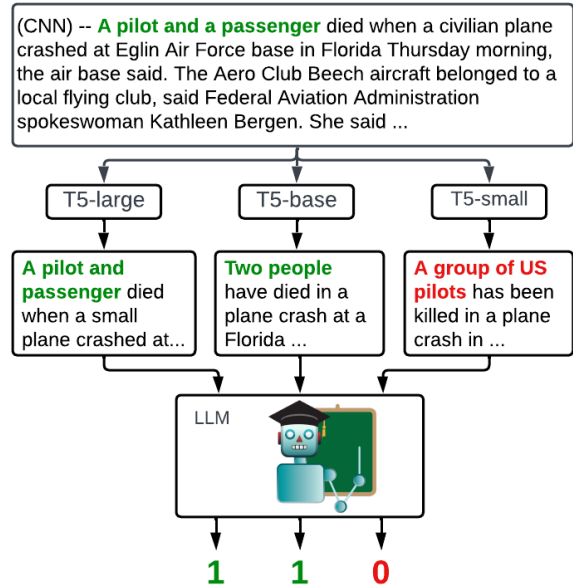 (CNN) -- A pilot and a passenger died when a civilian plane
crashed at Eglin Air Force base in Florida Thursday morning,
the air base said. The Aero Club Beech aircraft belonged to a
local flying club, said Federal Aviation Administration
spokeswoman Kathleen Bergen. She said ...
T5-large
T5-base
T5-small
A pilot and
passenger died
when a small
plane crashed at...
Two people
have died in a
plane crash at a
Florida ...
A group of US
pilots has been
killed in a plane
crash in ...
LLM
1
1
0